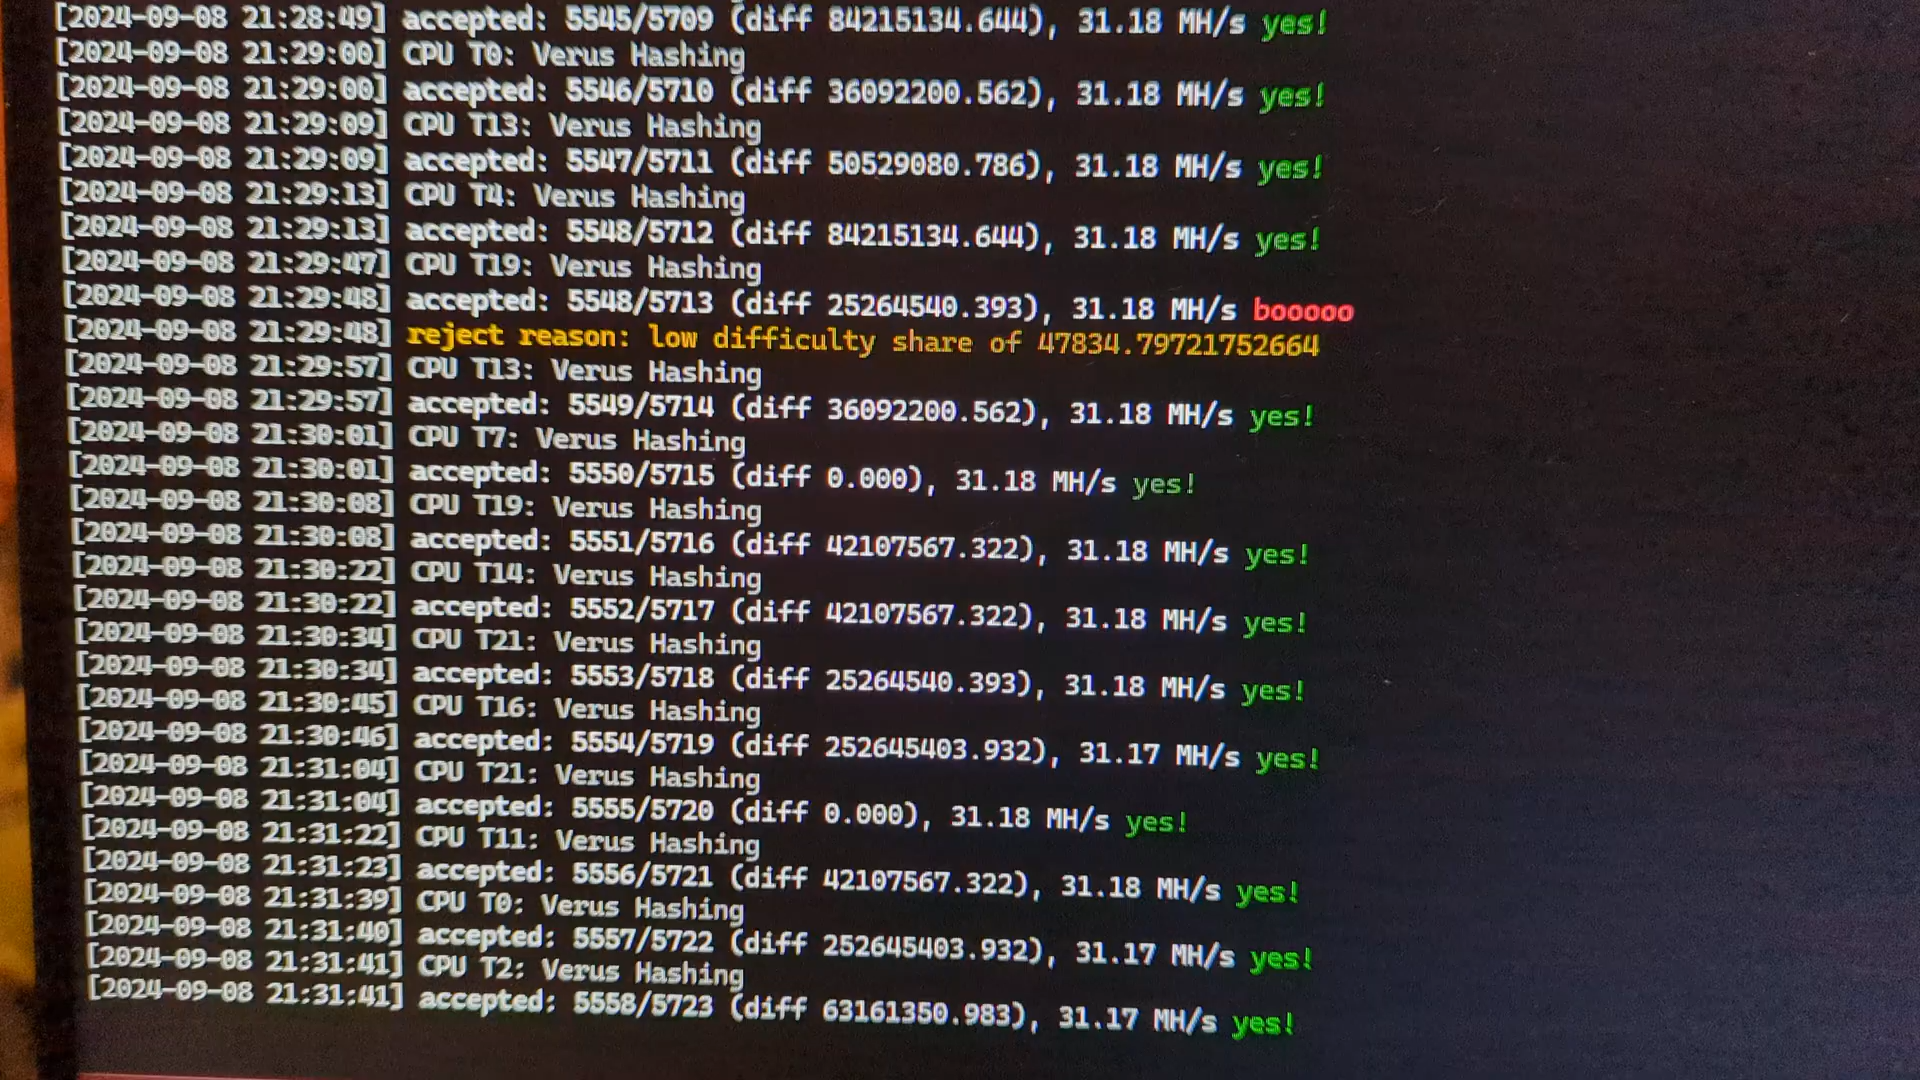 [2024-09-08 21:28:49] accepted: 5545/5709 (diff 84215134.644), 31.18 MH/s yes!
[2024-09-08 21:29:00] CPU T0: Verus Hashing
[2024-09-08 21:29:00] accepted: 5546/5710 (diff 36092200.562), 31.18 MH/s yes!
[2024-09-08 21:29:09] CPU T13: Verus Hashing
[2024-09-08 21:29:09] accepted: 5547/5711 (diff 50529080.786), 31.18 MH/s yes!
[2024-09-08 21:29:13] CPU T4: Verus Hashing
[2024-09-08 21:29:13] accepted: 5548/5712 (diff 84215134.644), 31.18 MH/s yes!
[2024-09-08 21:29:47] CPU T19: Verus Hashing
[2024-09-08 21:29:48] accepted: 5548/5713 (diff 25264540.393), 31.18 MH/s booooo
[2024-09-08 21:29:48] reject reason: low difficulty share of 47834.79721752664
[2024-09-08 21:29:57] CPU T13: Verus Hashing
[2024-09-08 21:29:57] accepted: 5549/5714 (diff 36092200.562), 31.18 MH/s yes!
[2024-09-08 21:30:01] CPU T7: Verus Hashing
[2024-09-08 21:30:01] accepted: 5550/5715 (diff 0.000), 31.18 MH/s yes!
[2024-09-08 21:30:08] CPU T19: Verus Hashing
[2024-09-08 21:30:08] accepted: 5551/5716 (diff 42107567.322), 31.18 MH/s yes!
[2024-09-08 21:30:22] CPU T14: Verus Hashing
[2024-09-08 21:30:22] accepted: 5552/5717 (diff 42107567.322), 31.18 MH/s yes!
[2024-09-08 21:30:34] CPU T21: Verus Hashing
[2024-09-08 21:30:34] accepted: 5553/5718 (diff 25264540.393), 31.18 MH/s yes!
[2024-09-08 21:30:45] CPU T16: Verus Hashing
[2024-09-08 21:30:46] accepted: 5554/5719 (diff 252645403.932), 31.17 MH/s yes!
[2024-09-08 21:31:04] CPU T21: Verus Hashing
[2024-09-08 21:31:04] accepted: 5555/5720 (diff 0.000), 31.18 MH/s yes!
[2024-09-08 21:31:22] CPU T11: Verus Hashing
[2024-09-08 21:31:23] accepted: 5556/5721 (diff 42107567.322), 31.18 MH/s yes!
[2024-09-08 21:31:39] CPU T0: Verus Hashing
[2024-09-08 21:31:40] accepted: 5557/5722 (diff 252645403.932), 31.17 MH/s yes!
[2024-09-08 21:31:41] CPU T2: Verus Hashing
[2024-09-08 21:31:41] accepted: 5558/5723 (diff 63161350.983), 31.17 MH/s yes!